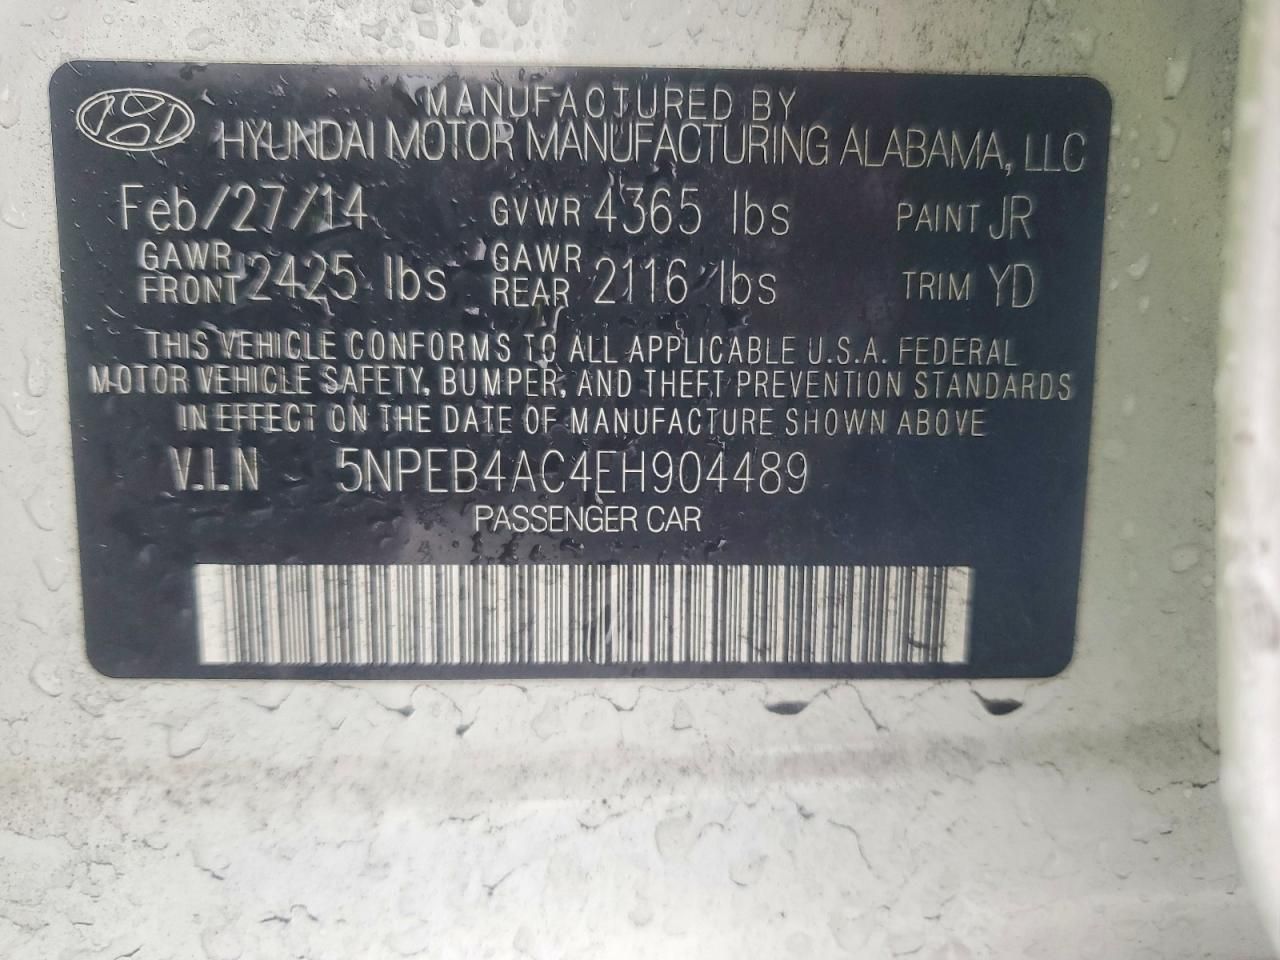 MANUFACTURED BY
HYUNDAI MOTOR MANUFACTURING ALABAMA, LLC
Feb/27/14 GVWR 4365 lbs PAINT JR
GAWR FRONT 2425 lbs GAWR REAR 2116 lbs TRIM YD
THIS VEHICLE CONFORMS TO ALL APPLICABLE U.S.A. FEDERAL
MOTOR VEHICLE SAFETY, BUMPER, AND THEFT PREVENTION STANDARDS
IN EFFECT ON THE DATE OF MANUFACTURE SHOWN ABOVE
V.I.N 5NPEB4AC4EH904489
PASSENGER CAR